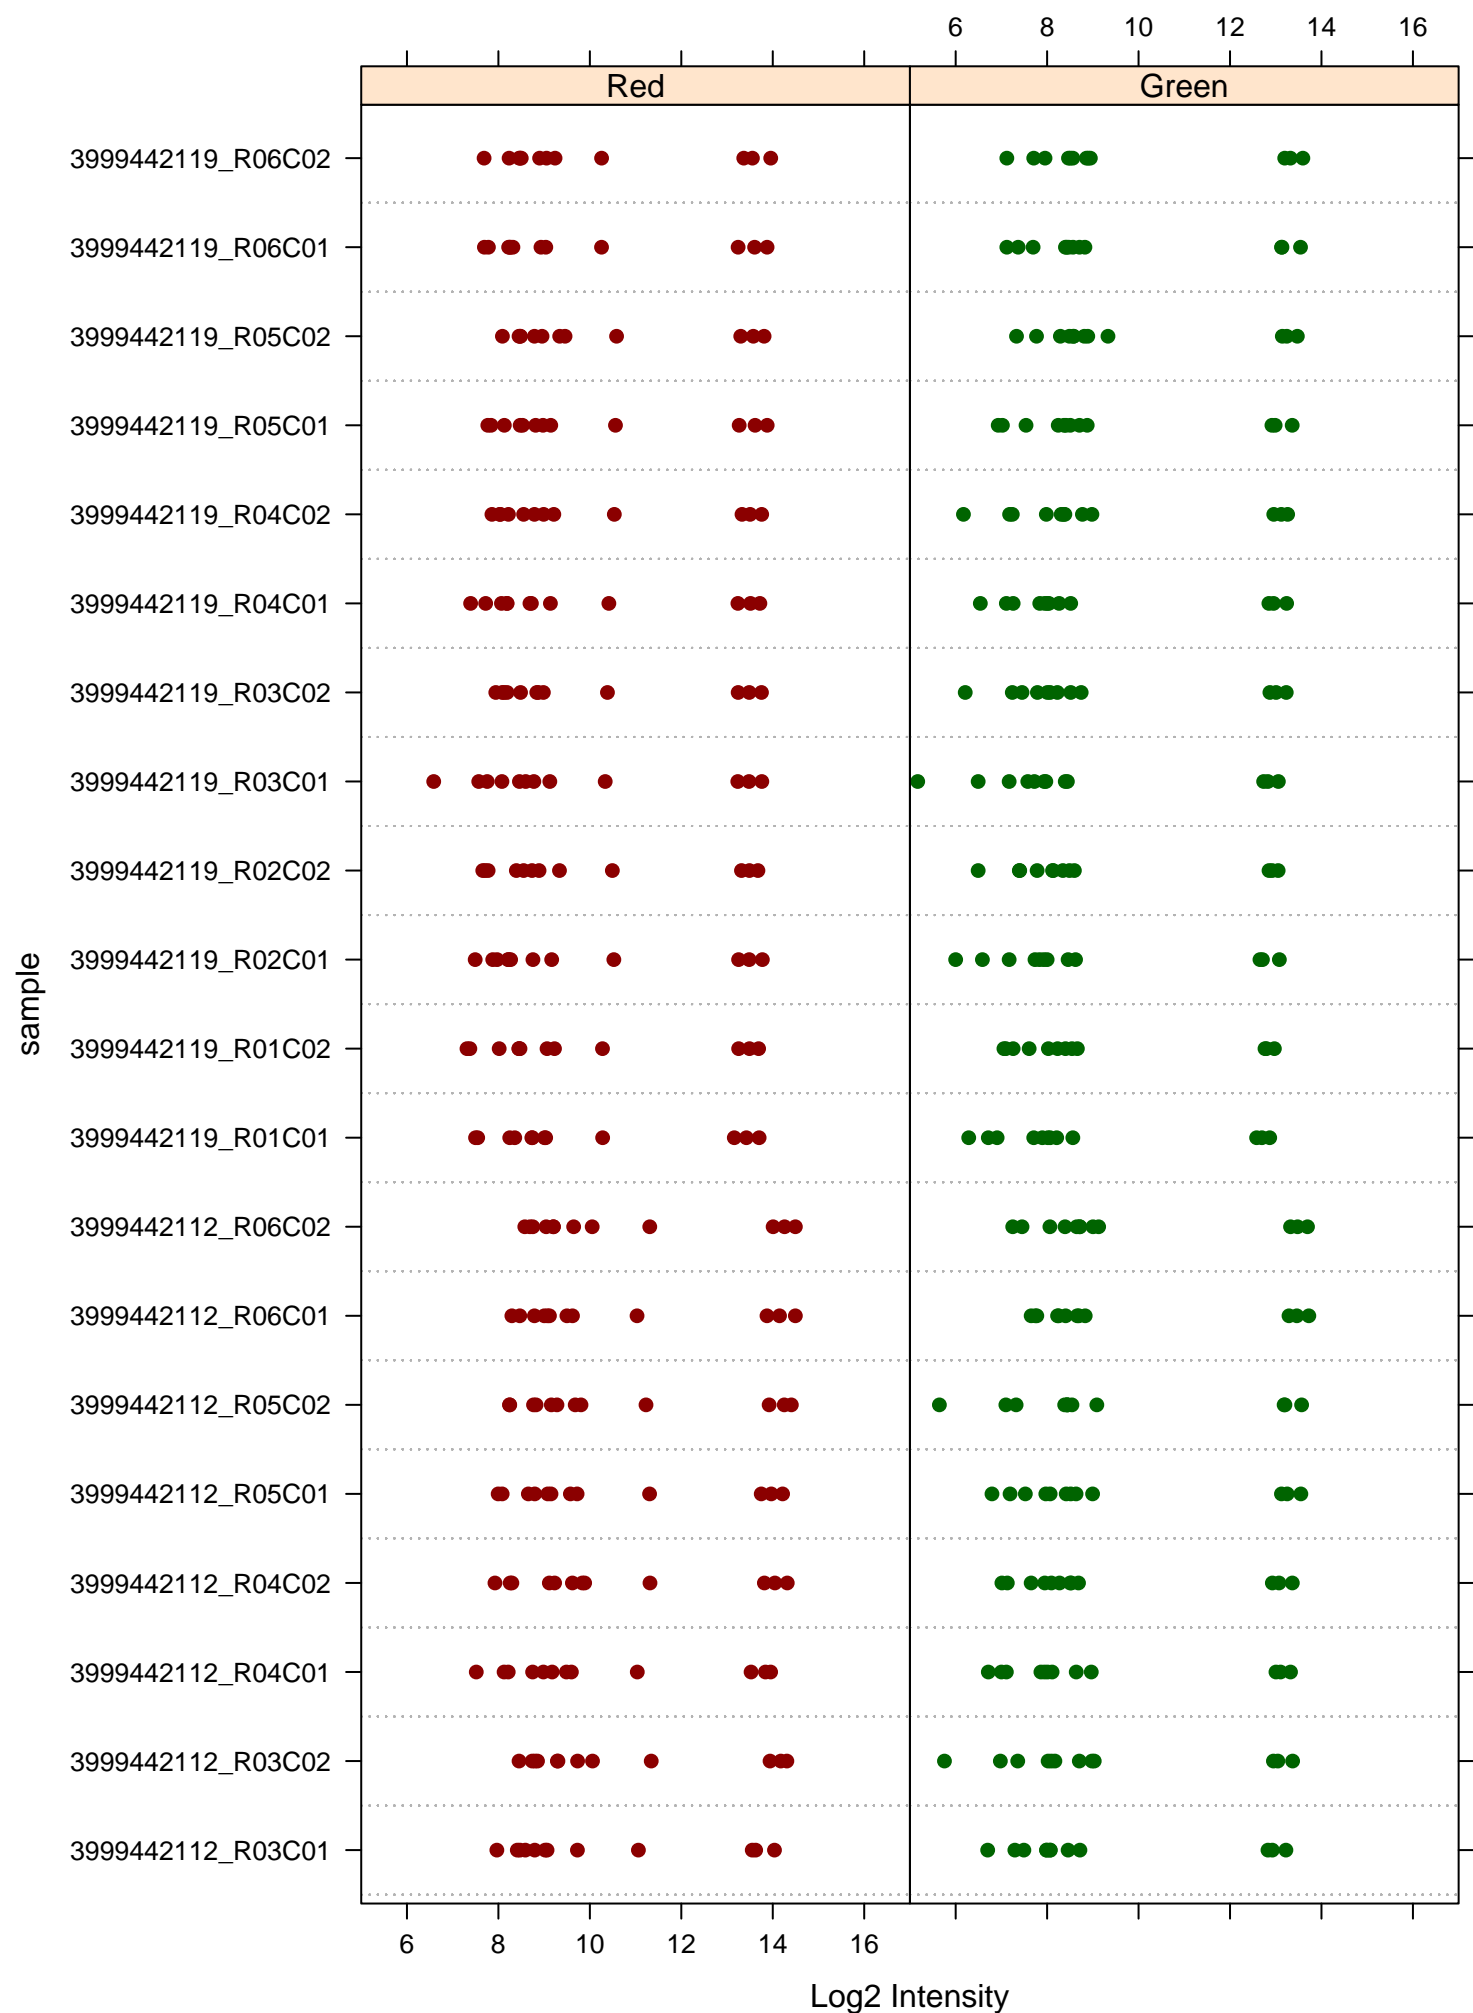 6 8 10 12 14 16
Red Green
3999442119_R06C02
3999442119_R06C01
3999442119_R05C02
3999442119_R05C01
3999442119_R04C02
3999442119_R04C01
3999442119_R03C02
3999442119_R03C01
3999442119_R02C02
3999442119_R02C01
sample
3999442119_R01C02
3999442119_R01C01
3999442112_R06C02
3999442112_R06C01
3999442112_R05C02
3999442112_R05C01
3999442112_R04C02
3999442112_R04C01
3999442112_R03C02
3999442112_R03C01
6 8 10 12 14 16
Log2 Intensity